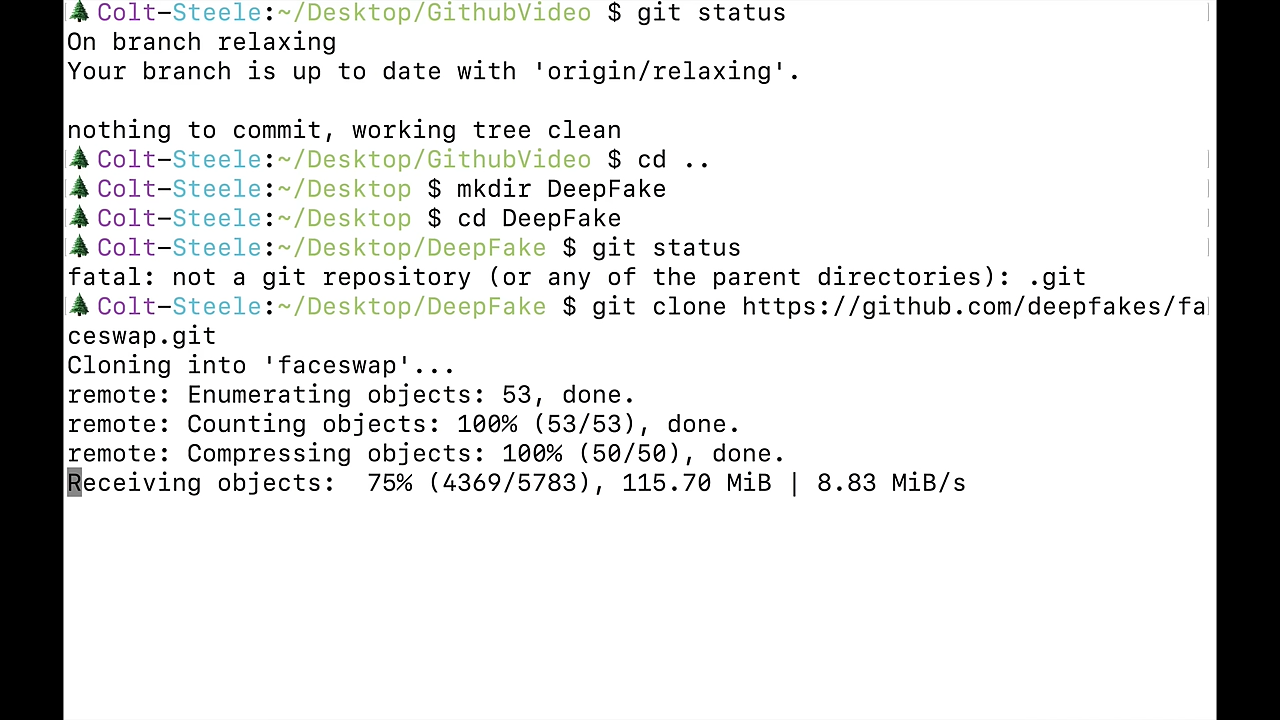 🌲 Colt-Steele:~/Desktop/GithubVideo $ git status
On branch relaxing
Your branch is up to date with 'origin/relaxing'.
nothing to commit, working tree clean
🌲 Colt-Steele:~/Desktop/GithubVideo $ cd ..
🌲 Colt-Steele:~/Desktop $ mkdir DeepFake
🌲 Colt-Steele:~/Desktop $ cd DeepFake
🌲 Colt-Steele:~/Desktop/DeepFake $ git status
fatal: not a git repository (or any of the parent directories): .git
🌲 Colt-Steele:~/Desktop/DeepFake $ git clone https://github.com/deepfakes/fa
ceswap.git
Cloning into 'faceswap'...
remote: Enumerating objects: 53, done.
remote: Counting objects: 100% (53/53), done.
remote: Compressing objects: 100% (50/50), done.
Receiving objects:  75% (4369/5783), 115.70 MiB | 8.83 MiB/s